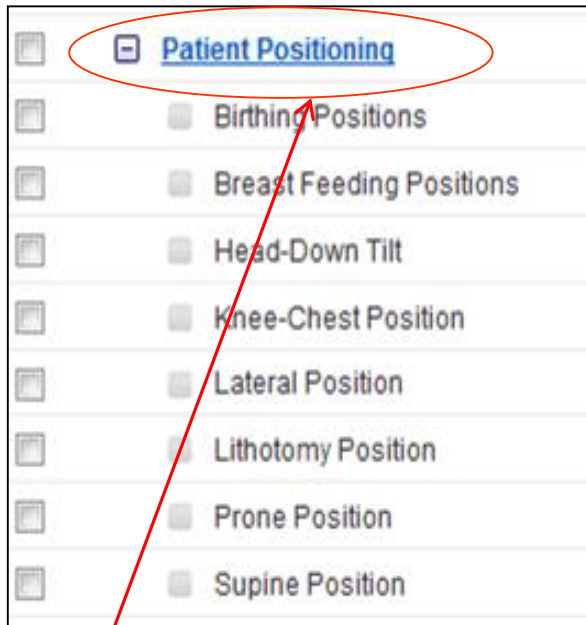 Patient Positioning
Birthing Positions
Breast Feeding Positions
Head-Down Tilt
Knee-Chest Position
Lateral Position
Lithotomy Position
Prone Position
Supine Position